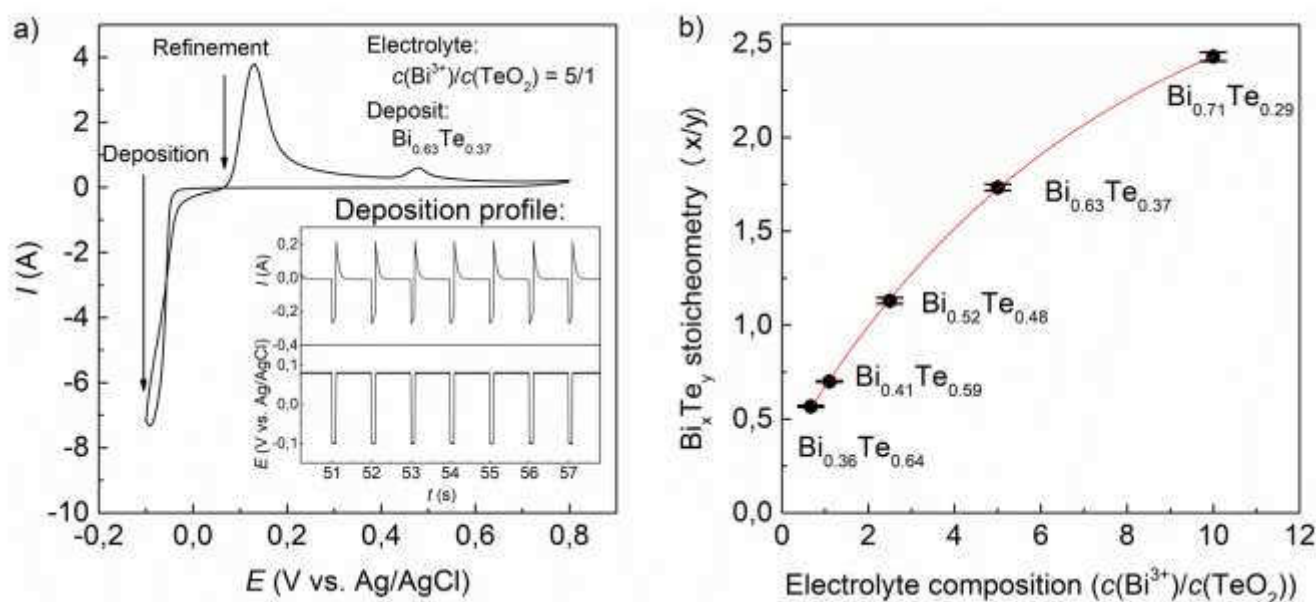 a)
Refinement
Electrolyte:
c(Bi³⁺)/c(TeO₂) = 5/1
Deposit:
Bi₀.₆₃Te₀.₃₇
Deposition
Deposition profile:
4
2
0
-2
-4
-6
-8
-10
I (A)
-0,2
0,0
0,2
0,4
0,6
0,8
E (V vs. Ag/AgCl)
I (A)
0,2
0,0
-0,2
-0,4
E (V vs. Ag/AgCl)
0,1
0,0
-0,1
51 52 53 54 55 56 57
t (s)
b)
BiₓTeᵧ stoicheometry (x/y)
2,5
2,0
1,5
1,0
0,5
0,0
Bi₀.₇₁Te₀.₂₉
Bi₀.₆₃Te₀.₃₇
Bi₀.₅₂Te₀.₄₈
Bi₀.₄₁Te₀.₅₉
Bi₀.₃₆Te₀.₆₄
0 2 4 6 8 10 12
Electrolyte composition (c(Bi³⁺)/c(TeO₂))